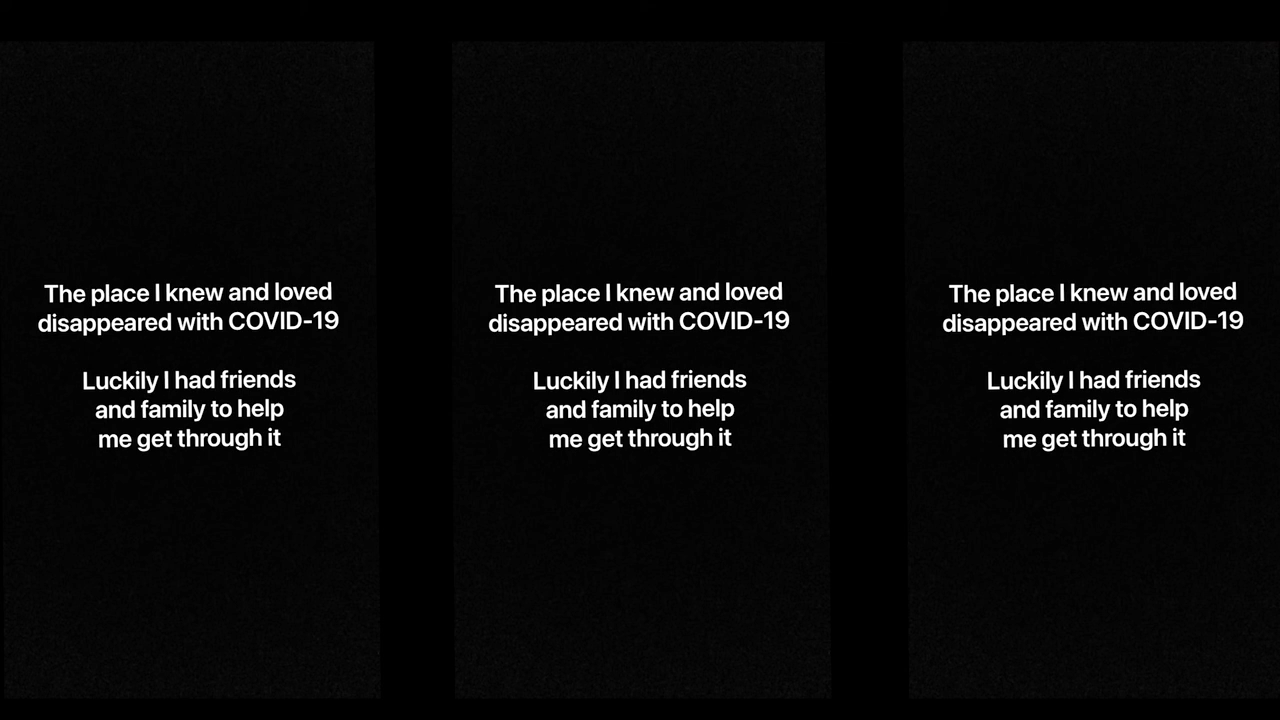 The place I knew and loved
disappeared with COVID-19
Luckily I had friends
and family to help
me get through it
The place I knew and loved
disappeared with COVID-19
Luckily I had friends
and family to help
me get through it
The place I knew and loved
disappeared with COVID-19
Luckily I had friends
and family to help
me get through it